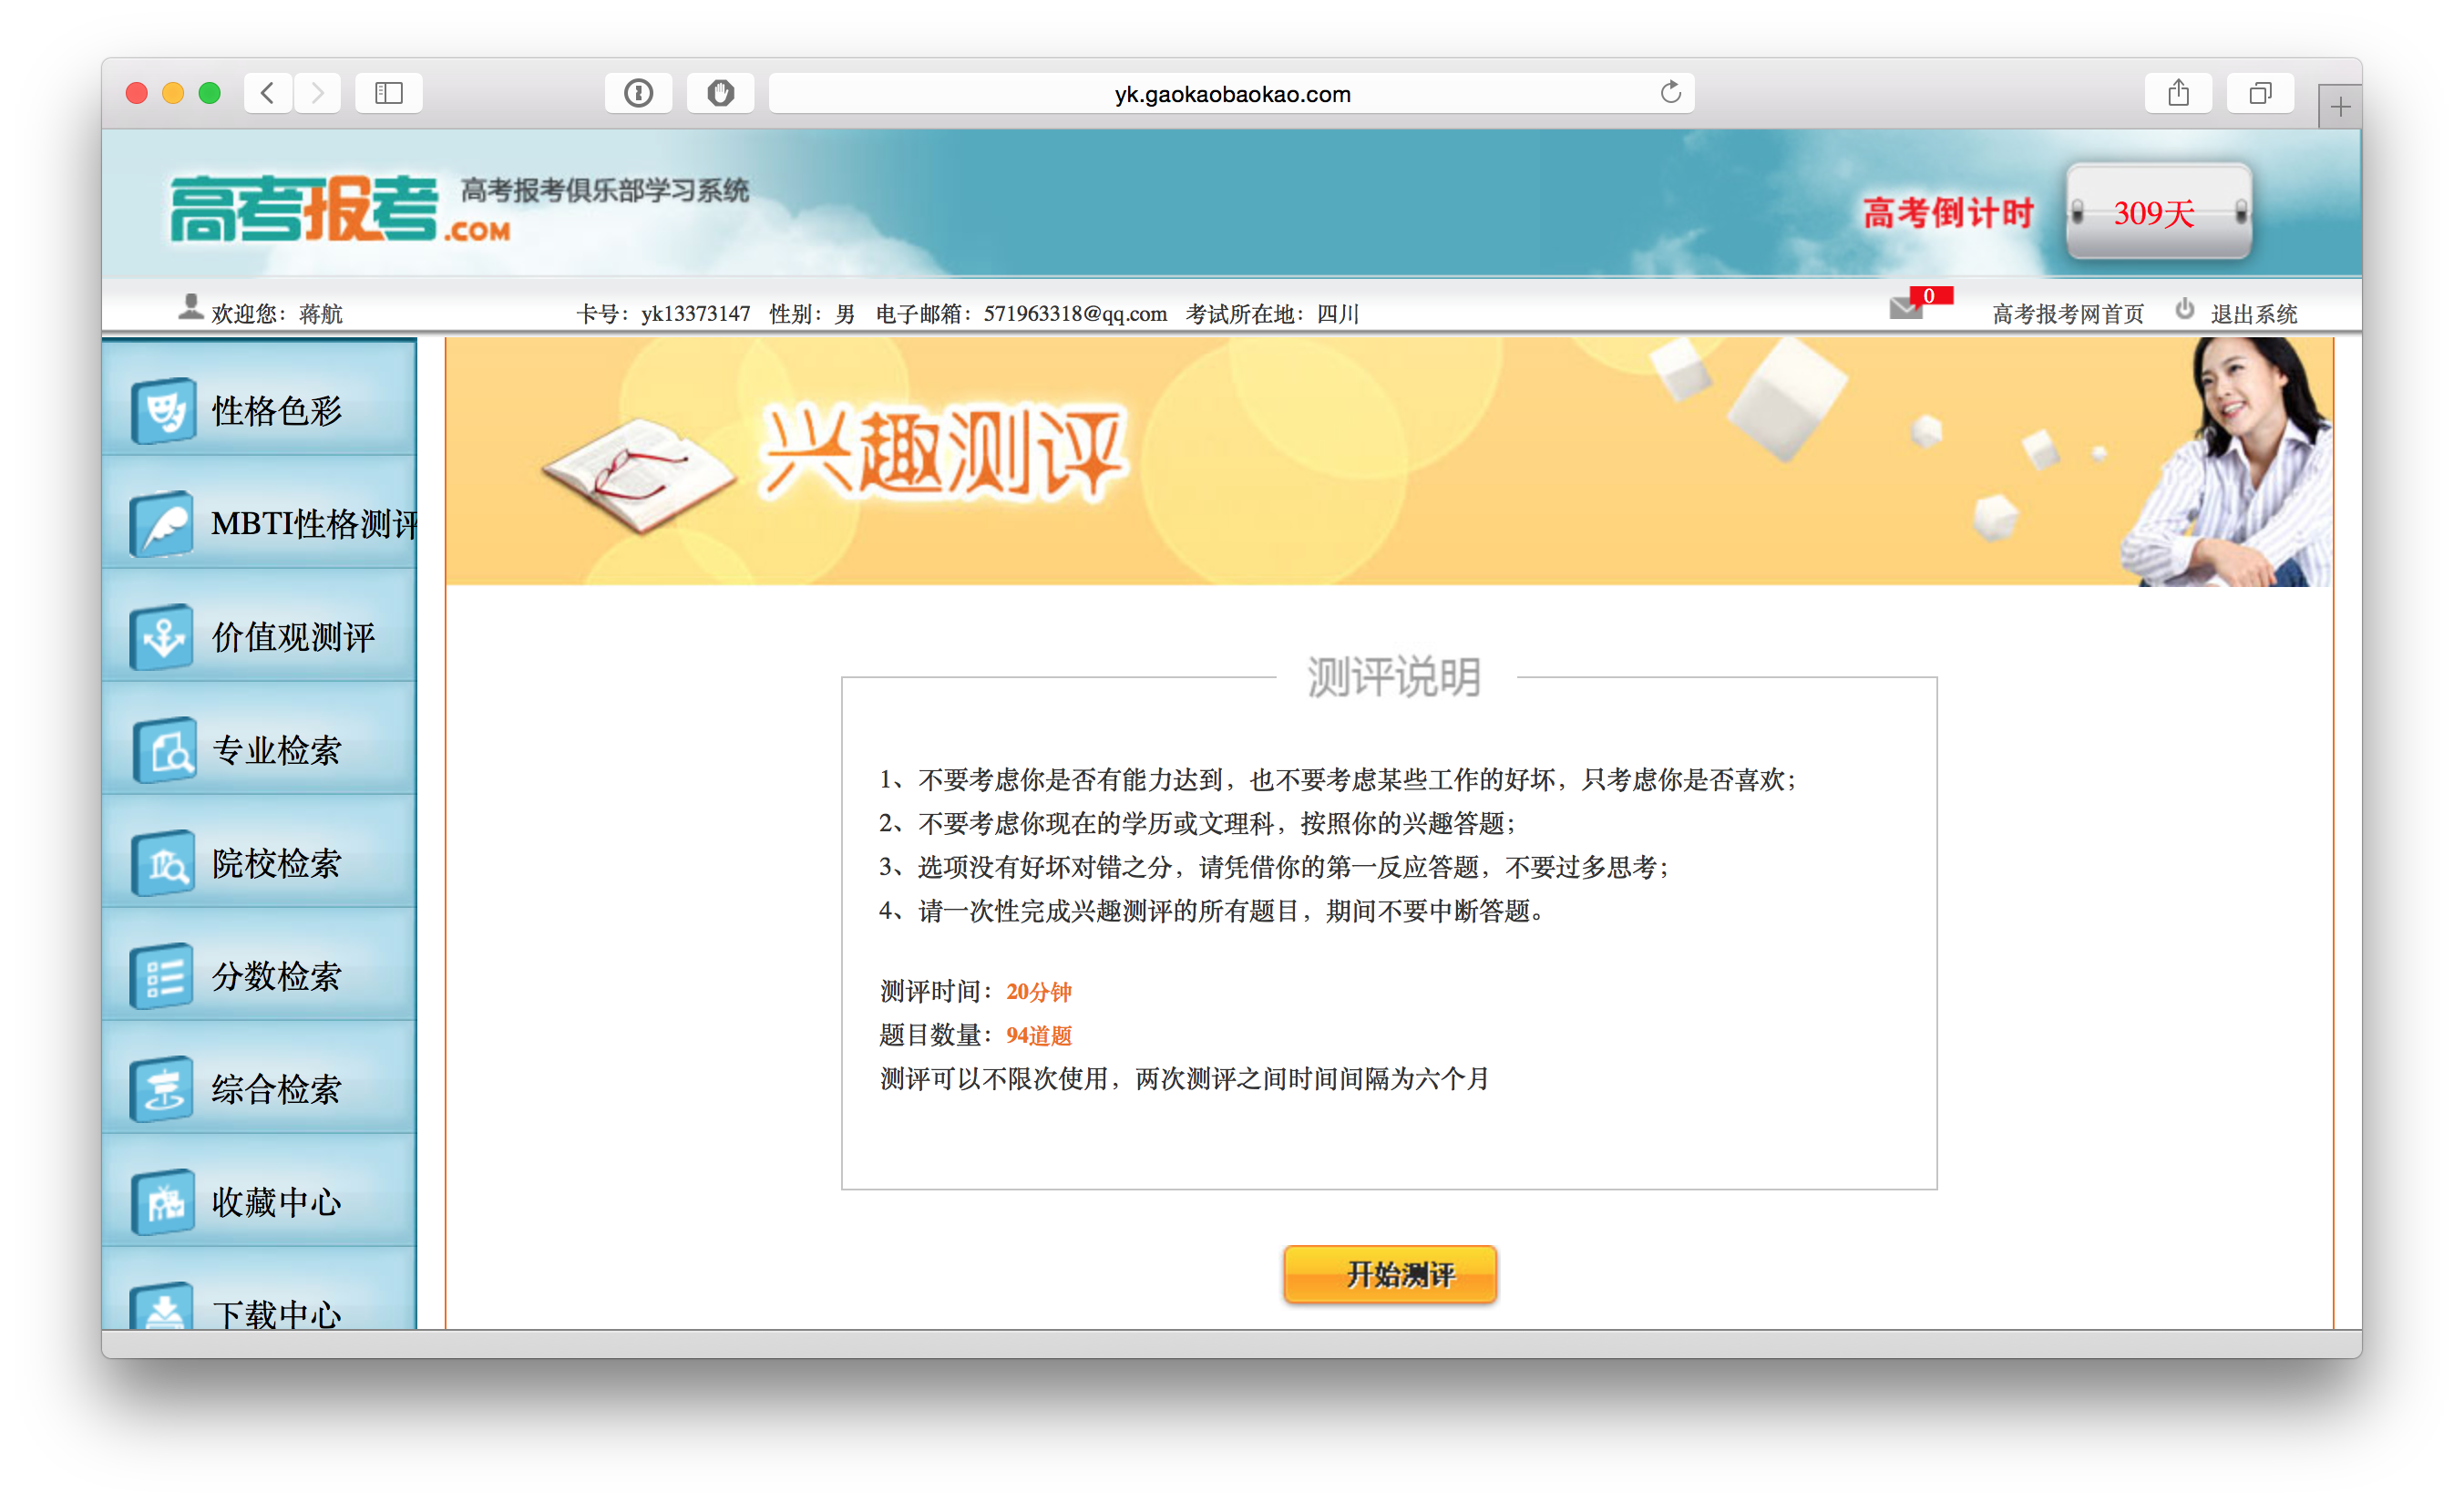 yk.gaokaobaokao.com
高考报考.COM
高考报考俱乐部学习系统
高考倒计时
309天
欢迎您：蒋航
卡号：yk13373147 性别：男 电子邮箱：571963318@qq.com 考试所在地：四川
0
高考报考网首页
退出系统
性格色彩
MBTI性格测评
价值观测评
专业检索
院校检索
分数检索
综合检索
收藏中心
下载中心
兴趣测评
测评说明
1、不要考虑你是否有能力达到，也不要考虑某些工作的好坏，只考虑你是否喜欢；
2、不要考虑你现在的学历或文理科，按照你的兴趣答题；
3、选项没有好坏对错之分，请凭借你的第一反应答题，不要过多思考；
4、请一次性完成兴趣测评的所有题目，期间不要中断答题。
测评时间：20分钟
题目数量：94道题
测评可以不限次使用，两次测评之间时间间隔为六个月
开始测评